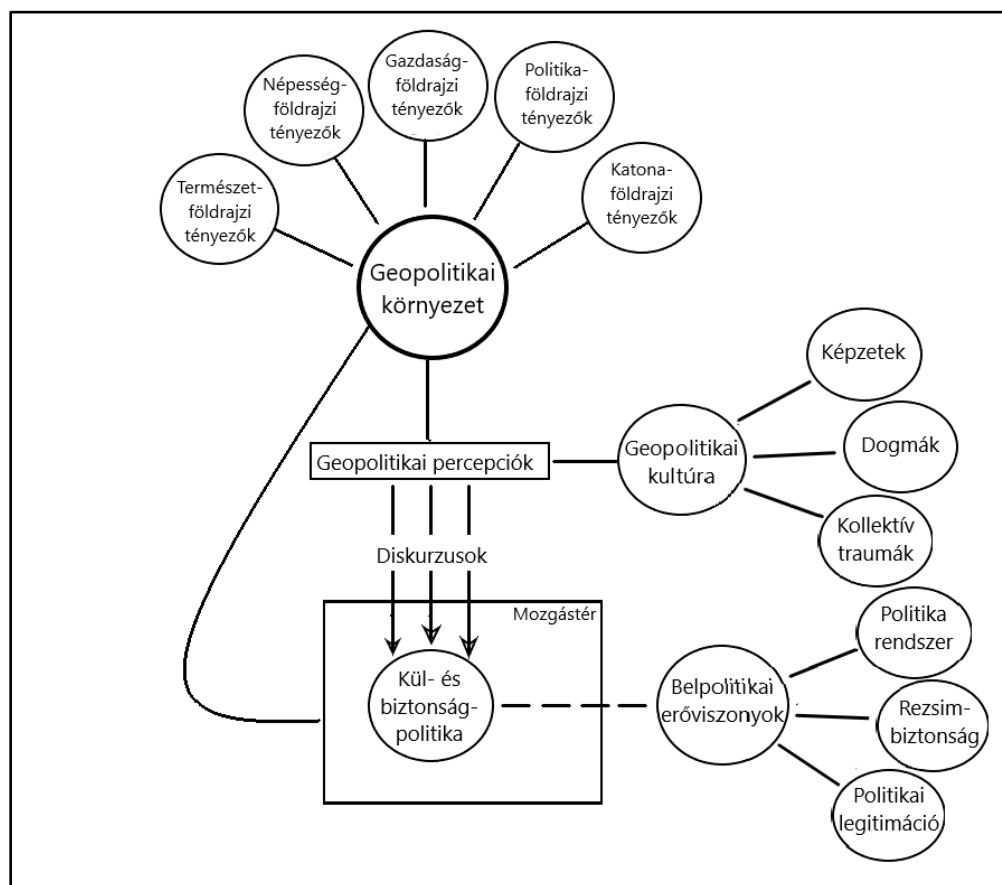 Természet-
földrajzi
tényezők
Népesség-
földrajzi
tényezők
Gazdaság-
földrajzi
tényezők
Politika-
földrajzi
tényezők
Katona-
földrajzi
tényezők
Geopolitikai
környezet
Geopolitikai percepciók
Geopolitikai
kultúra
Képzetek
Dogmák
Kollektív
traumák
Diskurzusok
Mozgástér
Kül- és
biztonság-
politika
Belpolitikai
erőviszonyok
Politika
rendszer
Rezsim-
biztonság
Politikai
legitimáció